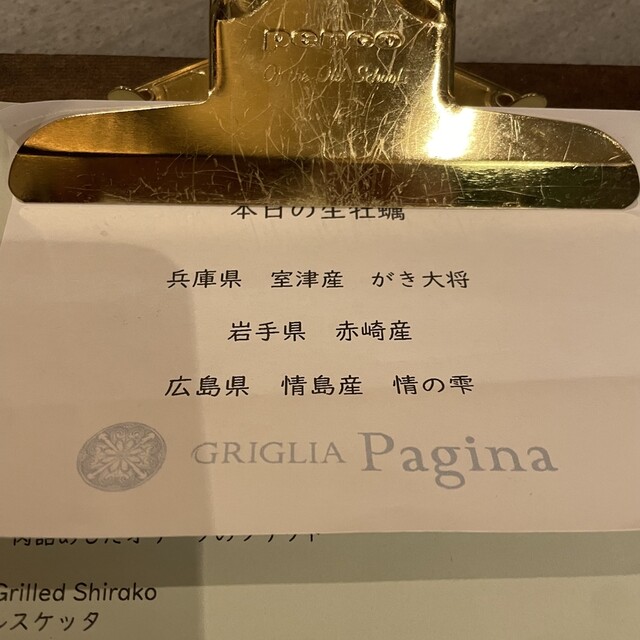 penco
Of the Old School
本日の生牡蠣
兵庫県 室津産 がき大将
岩手県 赤崎産
広島県 情島産 情の雫
GRIGLIA Pagina
Grilled Shirako
ルスケッタ